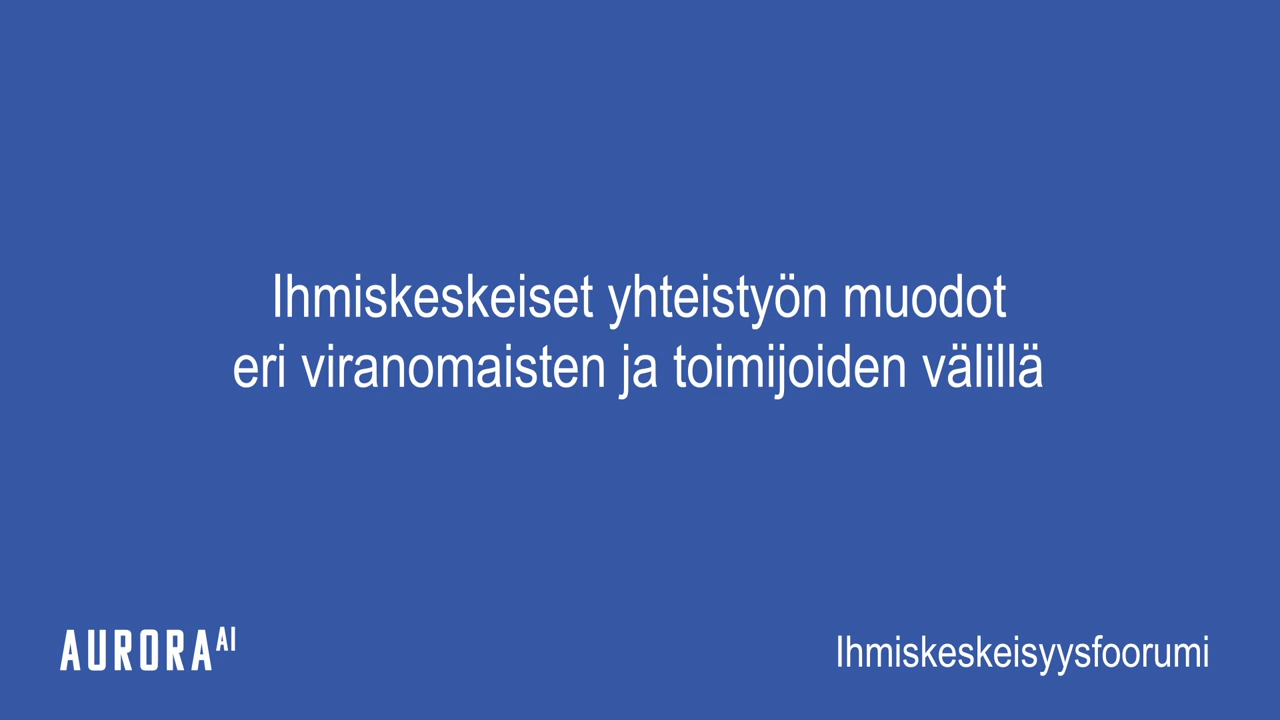 Ihmiskeskeiset yhteistyön muodot
eri viranomaisten ja toimijoiden välillä
AURORA AI
Ihmiskeskeisyysfoorumi